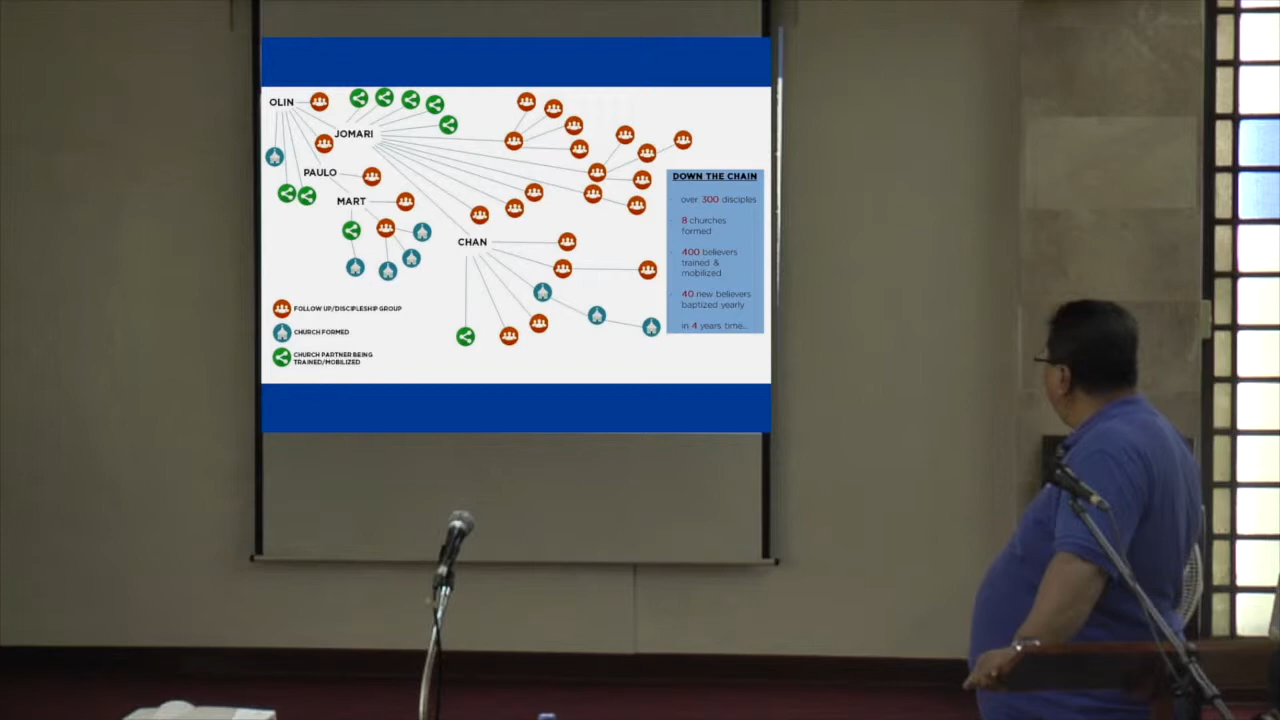 OLIN
JOMARI
PAULO
MART
CHAN
DOWN THE CHAIN
over 300 disciples
8 churches
formed
400 believers
trained &
mobilized
40 new believers
baptized yearly
in 4 years time...
FOLLOW UP/DISCIPLESHIP GROUP
CHURCH FORMED
CHURCH PARTNER BEING
TRAINED/MOBILIZED